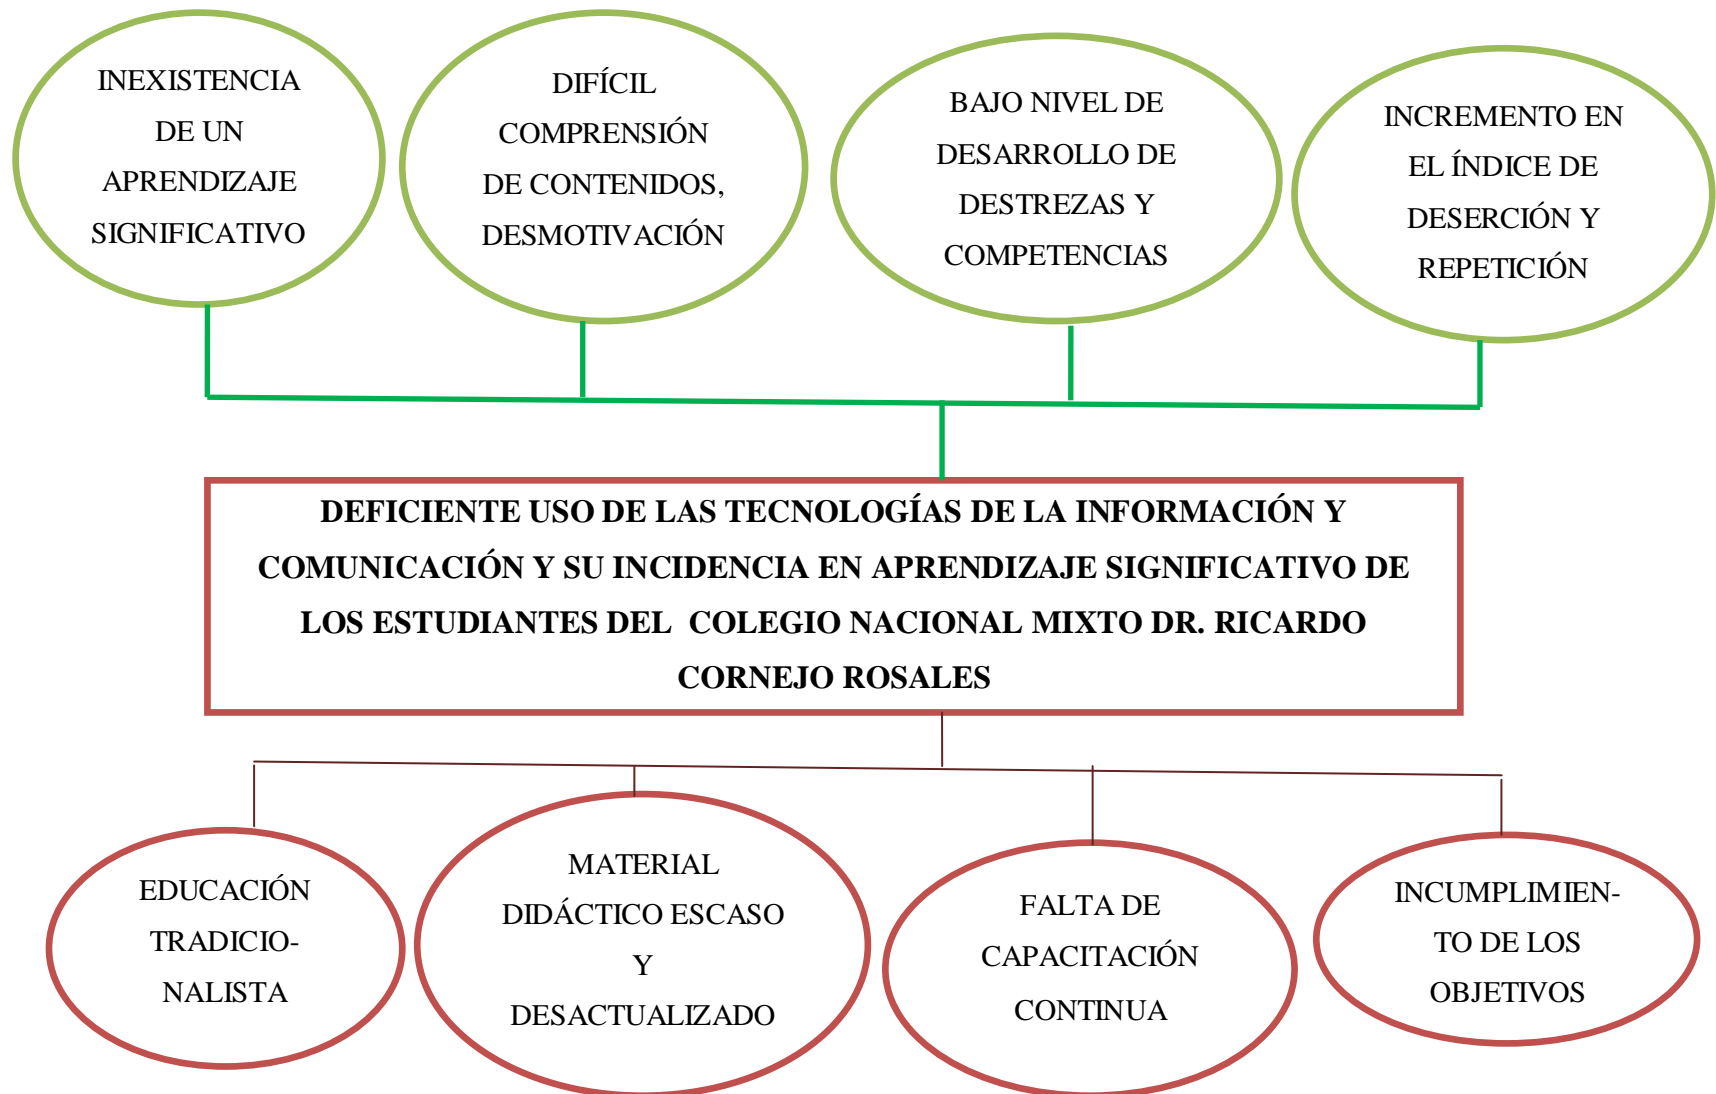 INEXISTENCIA
DE UN
APRENDIZAJE
SIGNIFICATIVO
DIFÍCIL
COMPRENSIÓN
DE CONTENIDOS,
DESMOTIVACIÓN
BAJO NIVEL DE
DESARROLLO DE
DESTREZAS Y
COMPETENCIAS
INCREMENTO EN
EL ÍNDICE DE
DESERCIÓN Y
REPETICIÓN
DEFICIENTE USO DE LAS TECNOLOGÍAS DE LA INFORMACIÓN Y
COMUNICACIÓN Y SU INCIDENCIA EN APRENDIZAJE SIGNIFICATIVO DE
LOS ESTUDIANTES DEL COLEGIO NACIONAL MIXTO DR. RICARDO
CORNEJO ROSALES
EDUCACIÓN
TRADICIO-
NALISTA
MATERIAL
DIDÁCTICO ESCASO
Y
DESACTUALIZADO
FALTA DE
CAPACITACIÓN
CONTINUA
INCUMPLIMIEN-
TO DE LOS
OBJETIVOS